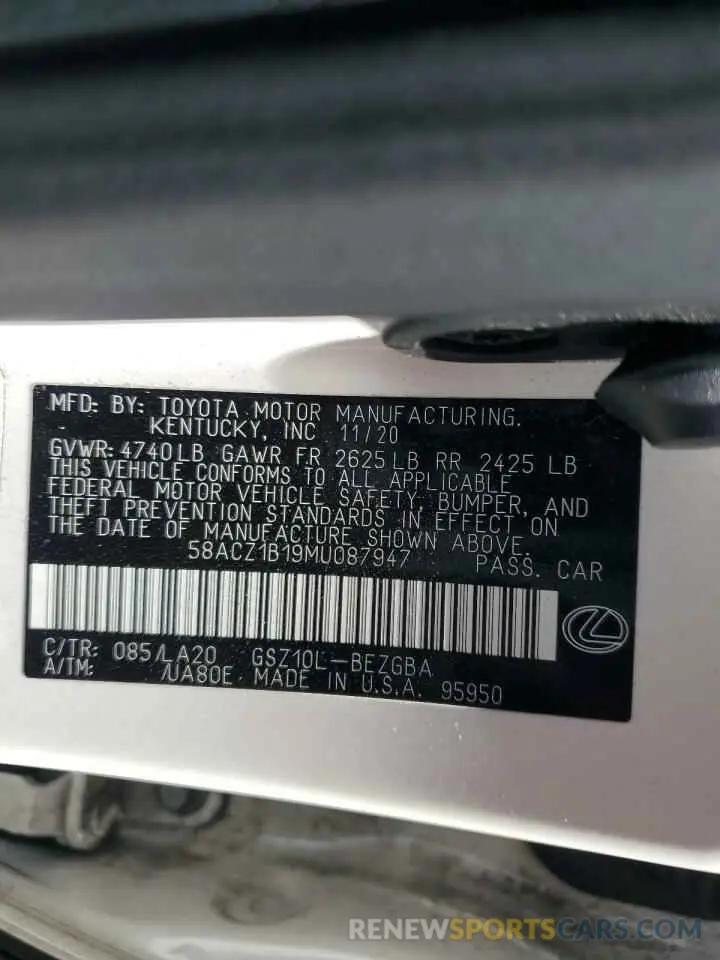 MFD. BY: TOYOTA MOTOR MANUFACTURING.
KENTUCKY, INC 11/20
GVWR: 4740LB GAWR FR 2625LB RR 2425 LB
THIS VEHICLE CONFORMS TO ALL APPLICABLE
FEDERAL MOTOR VEHICLE SAFETY, BUMPER, AND
THEFT PREVENTION STANDARDS IN EFFECT ON
THE DATE OF MANUFACTURE SHOWN ABOVE.
58ACZ1B19MU087947 PASS. CAR
C/TR: 085/LA20 GSZ10L-BEZGBA
A/TM: /UA80E MADE IN U.S.A. 95950
RENEWSPORTSCARS.COM